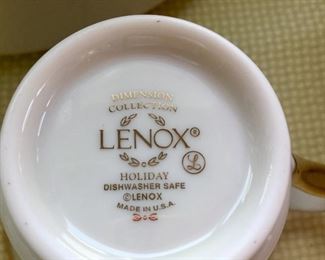 DIMENSION
COLLECTION
LENOX®
L
HOLIDAY
DISHWASHER SAFE
©LENOX
MADE IN U.S.A.